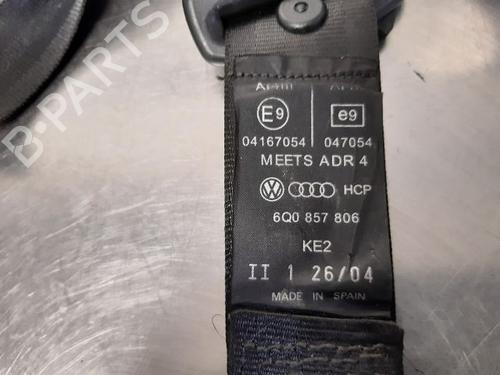 E9 e9
04167054 047054
MEETS ADR 4
HCP
6Q0 857 806
KE2
II 1 26/04
MADE IN SPAIN
B-PARTS